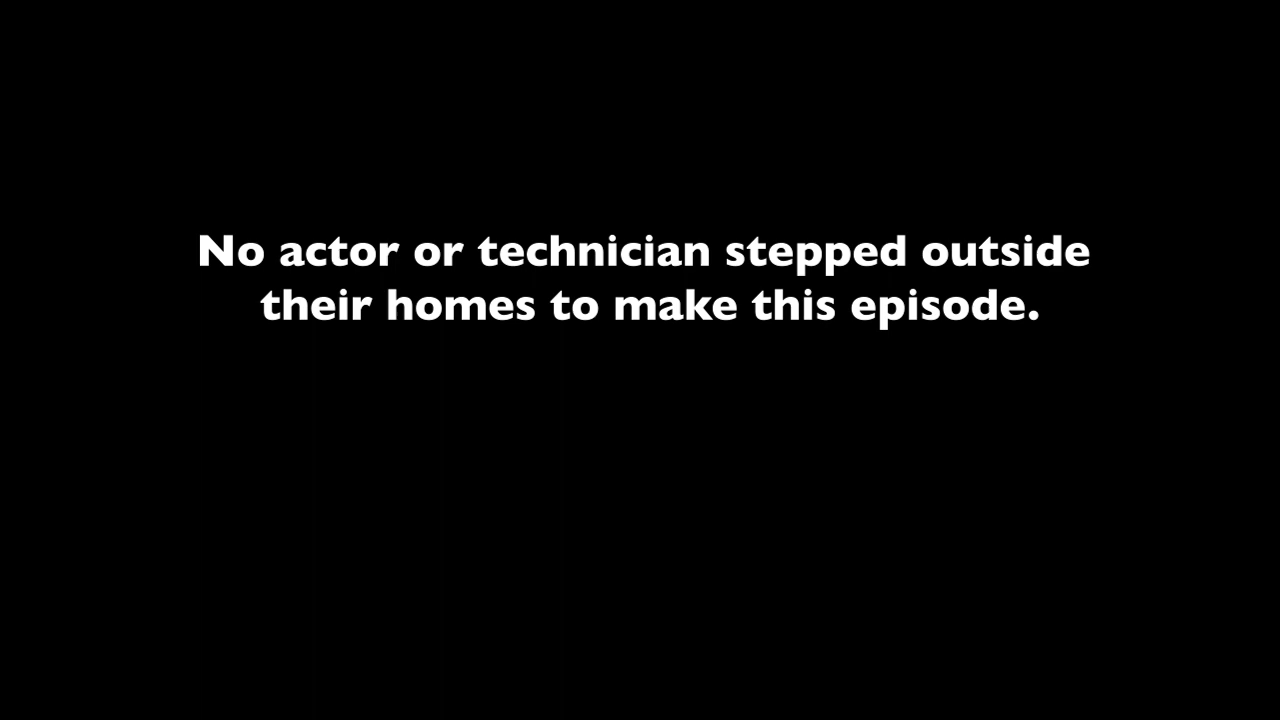 No actor or technician stepped outside
their homes to make this episode.